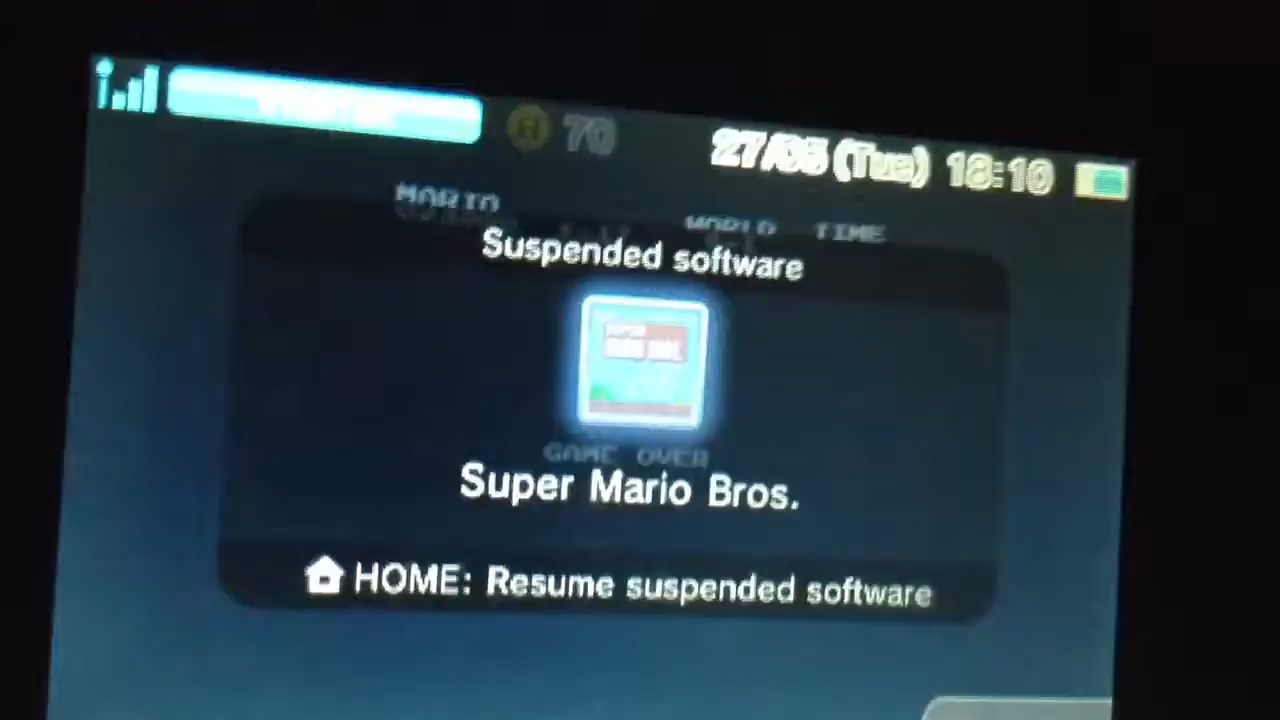 70 27/05 (Tue) 18:10
MARIO
WORLD TIME
Suspended software
GAME OVER
Super Mario Bros.
HOME: Resume suspended software